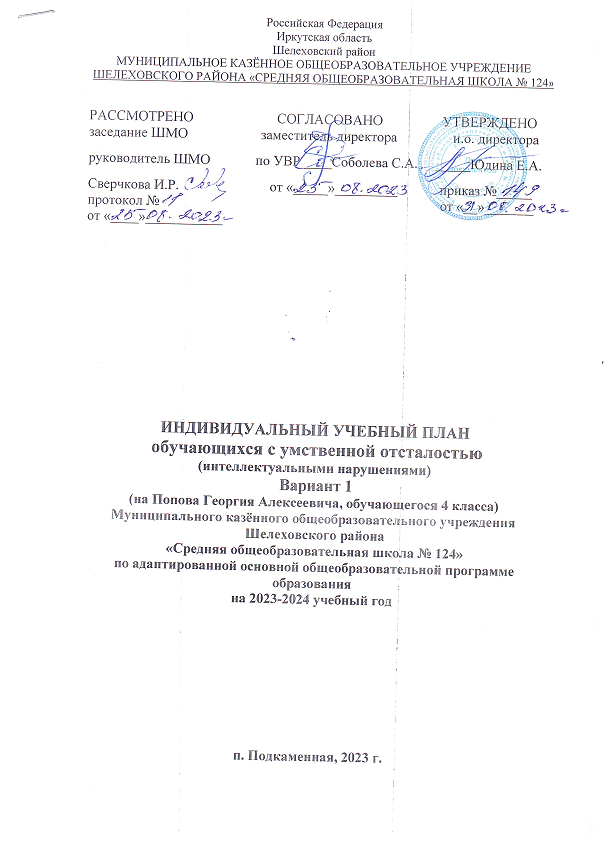 Российская Федерация
Иркутская область
Шелеховский район
МУНИЦИПАЛЬНОЕ КАЗЁННОЕ ОБЩЕОБРАЗОВАТЕЛЬНОЕ УЧРЕЖДЕНИЕ
ШЕЛЕХОВСКОГО РАЙОНА «СРЕДНЯЯ ОБЩЕОБРАЗОВАТЕЛЬНАЯ ШКОЛА № 124»
РАССМОТРЕНО
заседание ШМО
руководитель ШМО
Сверчкова И.Р.
протокол №
от «25» 08. 2023
СОГЛАСОВАНО
заместитель директора
по УВР Соболева С.А.
от «25» 08. 2023
УТВЕРЖДЕНО
и.о. директора
Юдина Е.А.
приказ № 149
от «31» 08. 2023
ИНДИВИДУАЛЬНЫЙ УЧЕБНЫЙ ПЛАН
обучающихся с умственной отсталостью
(интеллектуальными нарушениями)
Вариант 1
(на Попова Георгия Алексеевича, обучающегося 4 класса)
Муниципального казённого общеобразовательного учреждения
Шелеховского района
«Средняя общеобразовательная школа № 124»
по адаптированной основной общеобразовательной программе
образования
на 2023-2024 учебный год
п. Подкаменная, 2023 г.